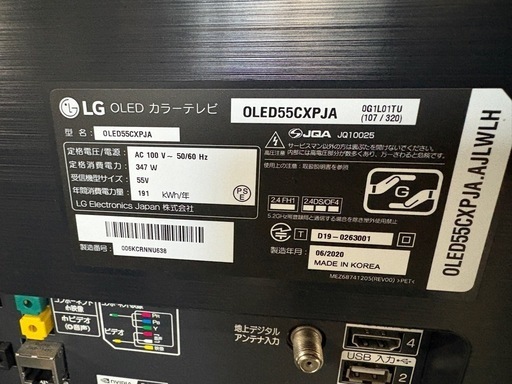 LG OLED カラーテレビ
OLED55CXPJA
0G1L01TU
(107 / 320)
型 名 : OLED55CXPJA
定格電圧/電源: AC 100 V ~ 50/60 Hz
定格消費電力: 347 W
受信機型サイズ: 55V
年間消費電力量: 191 kWh/年
LG Electronics Japan 株式会社
PS
E
製造番号: 005KCRNNU638
JQA JQ10025
2.4 FH1
2.4DS/OF4
D19-0263001
製造年月: 06/2020
MADE IN KOREA
MEZ68741205(REV00) >PET<
OLED55CXPJA.AJLWLH
ビデオ
地上デジタル
アンテナ入力
4
USB 入力
2